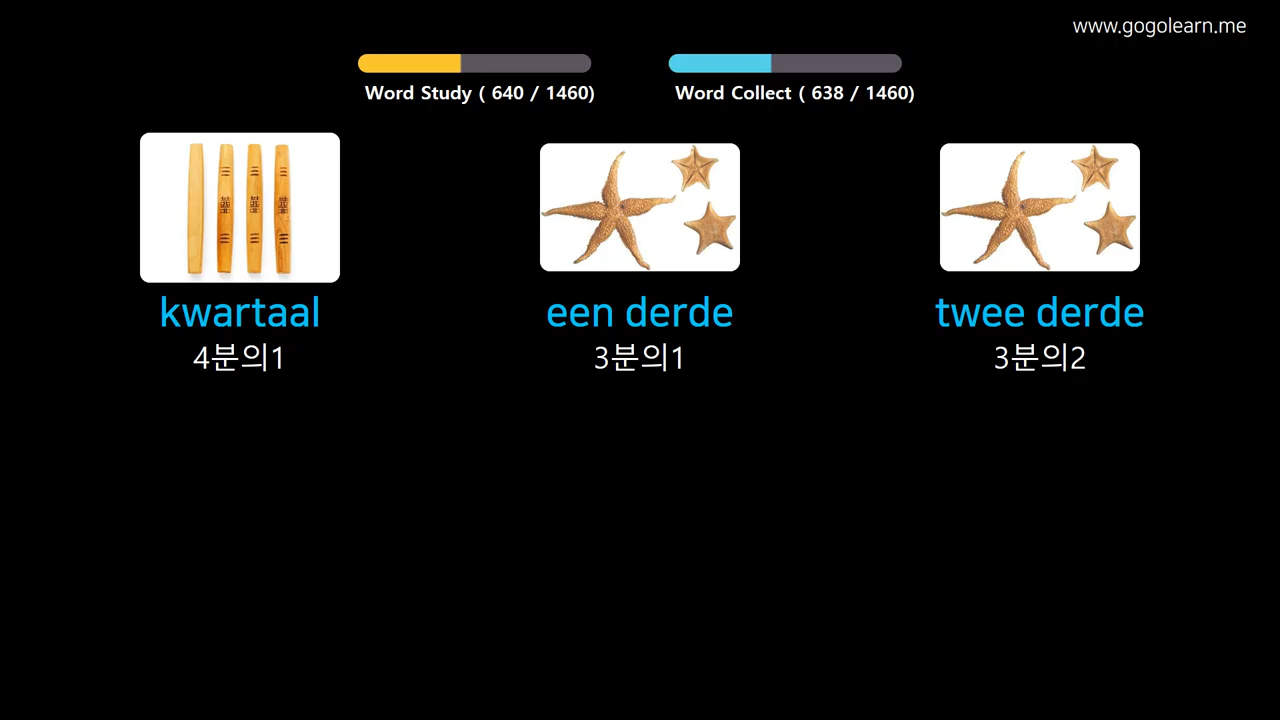 www.gogolearn.me
Word Study ( 640 / 1460)
Word Collect ( 638 / 1460)
kwartaal
een derde
twee derde
4분의1
3분의1
3분의2